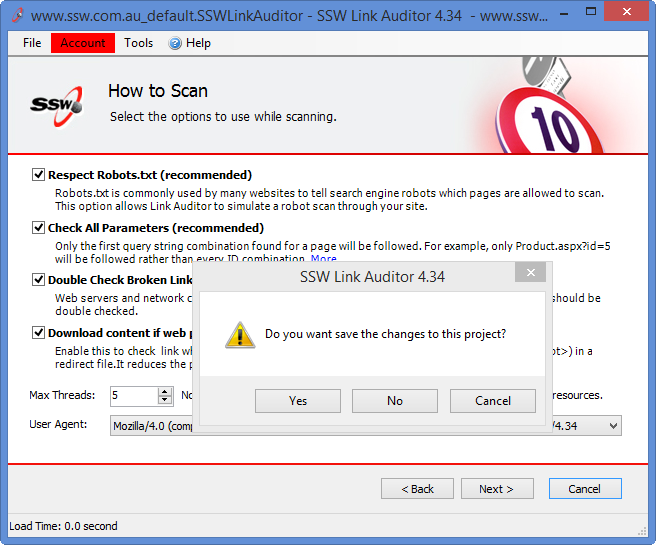 www.ssw.com.au_default.SSWLinkAuditor - SSW Link Auditor 4.34 - www.ssw...
File Account Tools Help
SSW
How to Scan
Select the options to use while scanning.
10
Respect Robots.txt (recommended)
Robots.txt is commonly used by many websites to tell search engine robots which pages are allowed to scan.
This option allows Link Auditor to simulate a robot scan through your site.
Check All Parameters (recommended)
Only the first query string combination found for a page will be followed. For example, only Product.aspx?id=5
will be followed rather than every ID combination. More
Double Check Broken Link
Web servers and network c
should be
double checked.
Download content if web p
Enable this to check link wh
ot>) in a
redirect file.It reduces the p
SSW Link Auditor 4.34
Do you want save the changes to this project?
Yes No Cancel
Max Threads: 5 No
resources.
User Agent: Mozilla/4.0 (comp
/4.34
< Back Next > Cancel
Load Time: 0.0 second